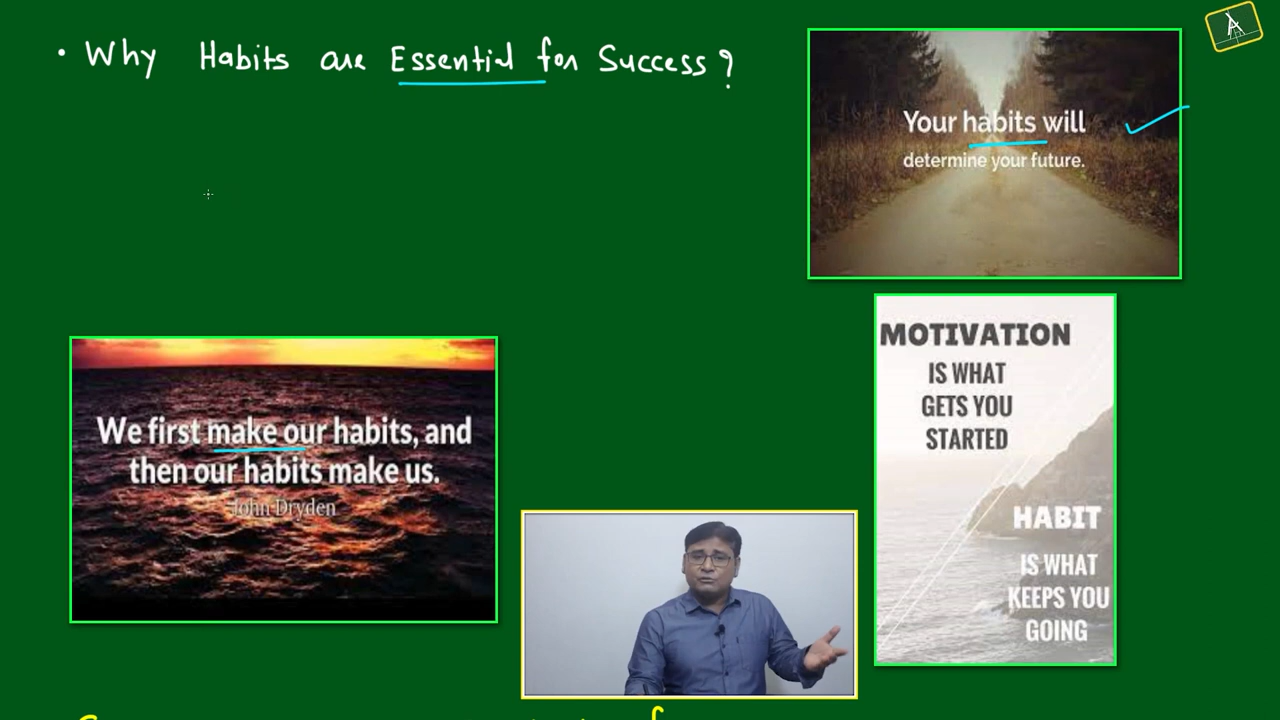 • Why Habits are Essential for Success?
Your habits will
determine your future.
MOTIVATION
IS WHAT
GETS YOU
STARTED
HABIT
IS WHAT
KEEPS YOU
GOING
We first make our habits, and
then our habits make us.
John Dryden